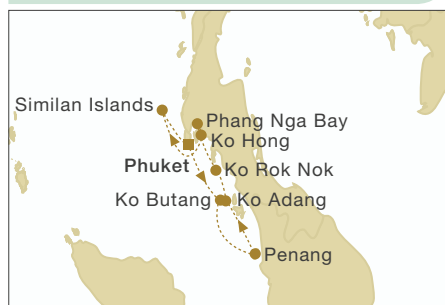 Similan Islands
Phang Nga Bay
Ko Hong
Phuket
Ko Rok Nok
Ko Butang
Ko Adang
Penang